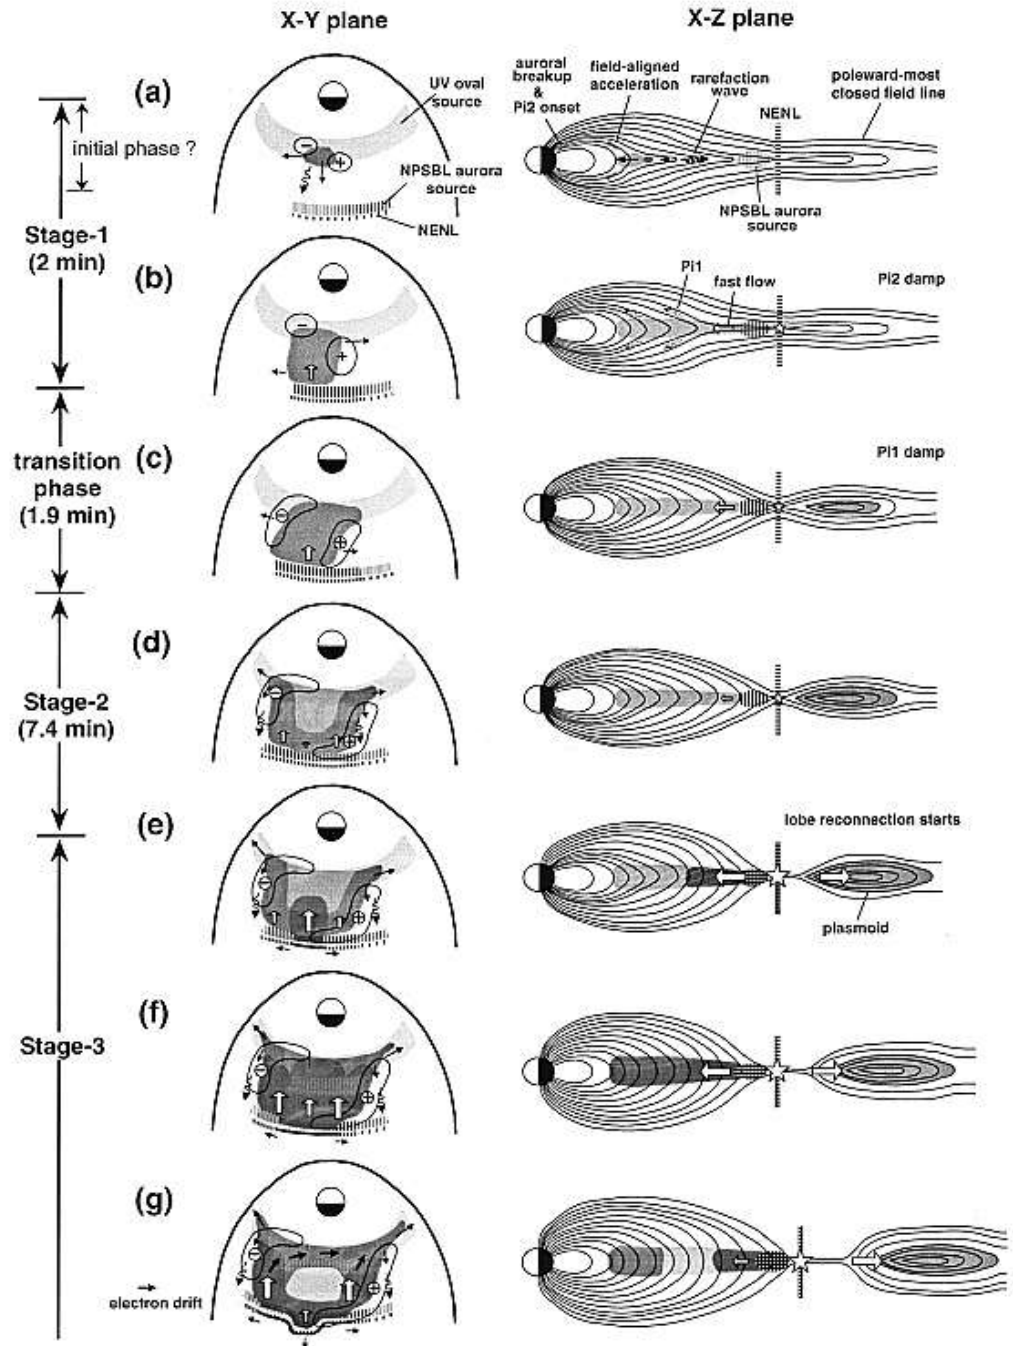 X-Y plane
X-Z plane
(a)
initial phase ?
UV oval
source
NPSBL aurora
source
NENL
auroral
breakup
&
Pi2 onset
field-aligned
acceleration
rarefaction
wave
poleward-most
closed field line
NENL
NPSBL aurora
source
Stage-1
(2 min)
(b)
Pi1
fast flow
Pi2 damp
transition
phase
(1.9 min)
(c)
Pi1 damp
(d)
Stage-2
(7.4 min)
(e)
lobe reconnection starts
plasmoid
(f)
Stage-3
(g)
electron drift